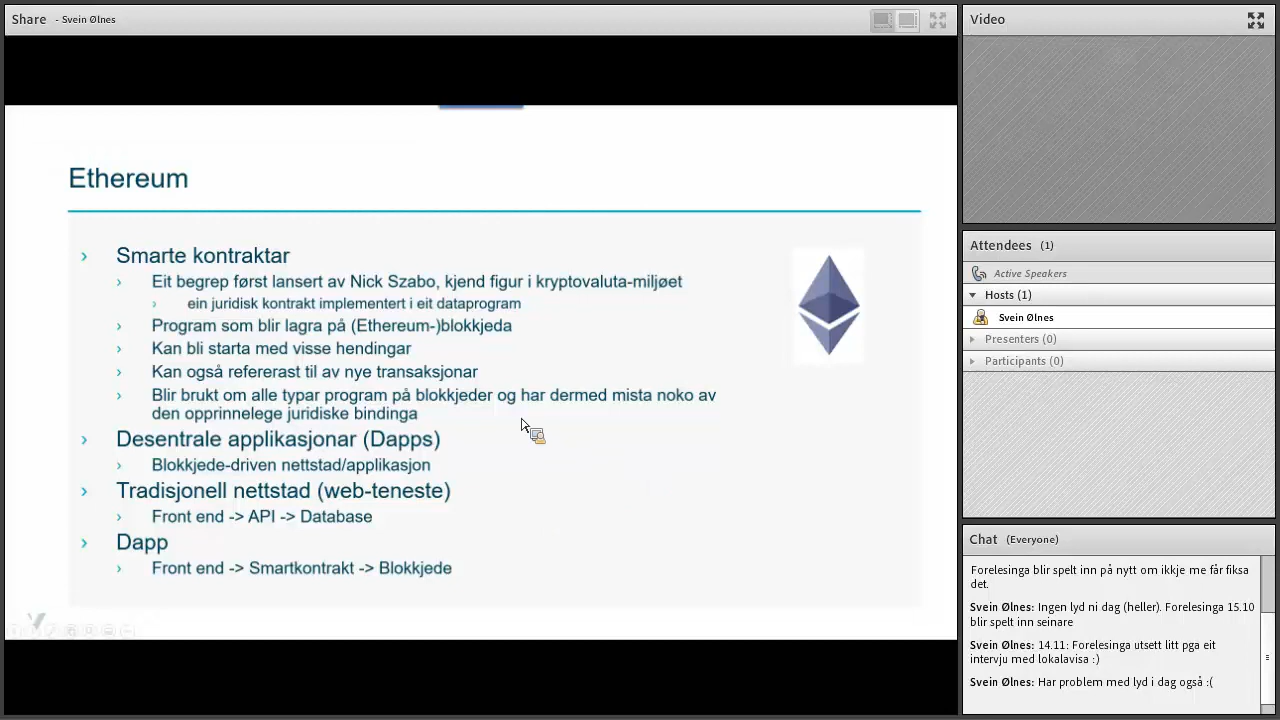 Share - Svein Ølnes
Ethereum
› Smarte kontraktar
› Eit begrep først lansert av Nick Szabo, kjend figur i kryptovaluta-miljøet
› ein juridisk kontrakt implementert i eit dataprogram
› Program som blir lagra på (Ethereum-)blokkjeda
› Kan bli starta med visse hendingar
› Kan også refererast til av nye transaksjonar
› Blir brukt om alle typar program på blokkjeder og har dermed mista noko av
den opprinnelege juridiske bindinga
› Desentrale applikasjonar (Dapps)
› Blokkjede-driven nettstad/applikasjon
› Tradisjonell nettstad (web-teneste)
› Front end -> API -> Database
› Dapp
› Front end -> Smartkontrakt -> Blokkjede
Video
Attendees (1)
Active Speakers
Hosts (1)
Svein Ølnes
Presenters (0)
Participants (0)
Chat (Everyone)
Forelesinga blir spelt inn på nytt om ikkje me får fiksa
det.
Svein Ølnes: Ingen lyd ni dag (heller). Forelesinga 15.10
blir spelt inn seinare
Svein Ølnes: 14.11: Forelesinga utsett litt pga eit
intervju med lokalavisa :)
Svein Ølnes: Har problem med lyd i dag også :(